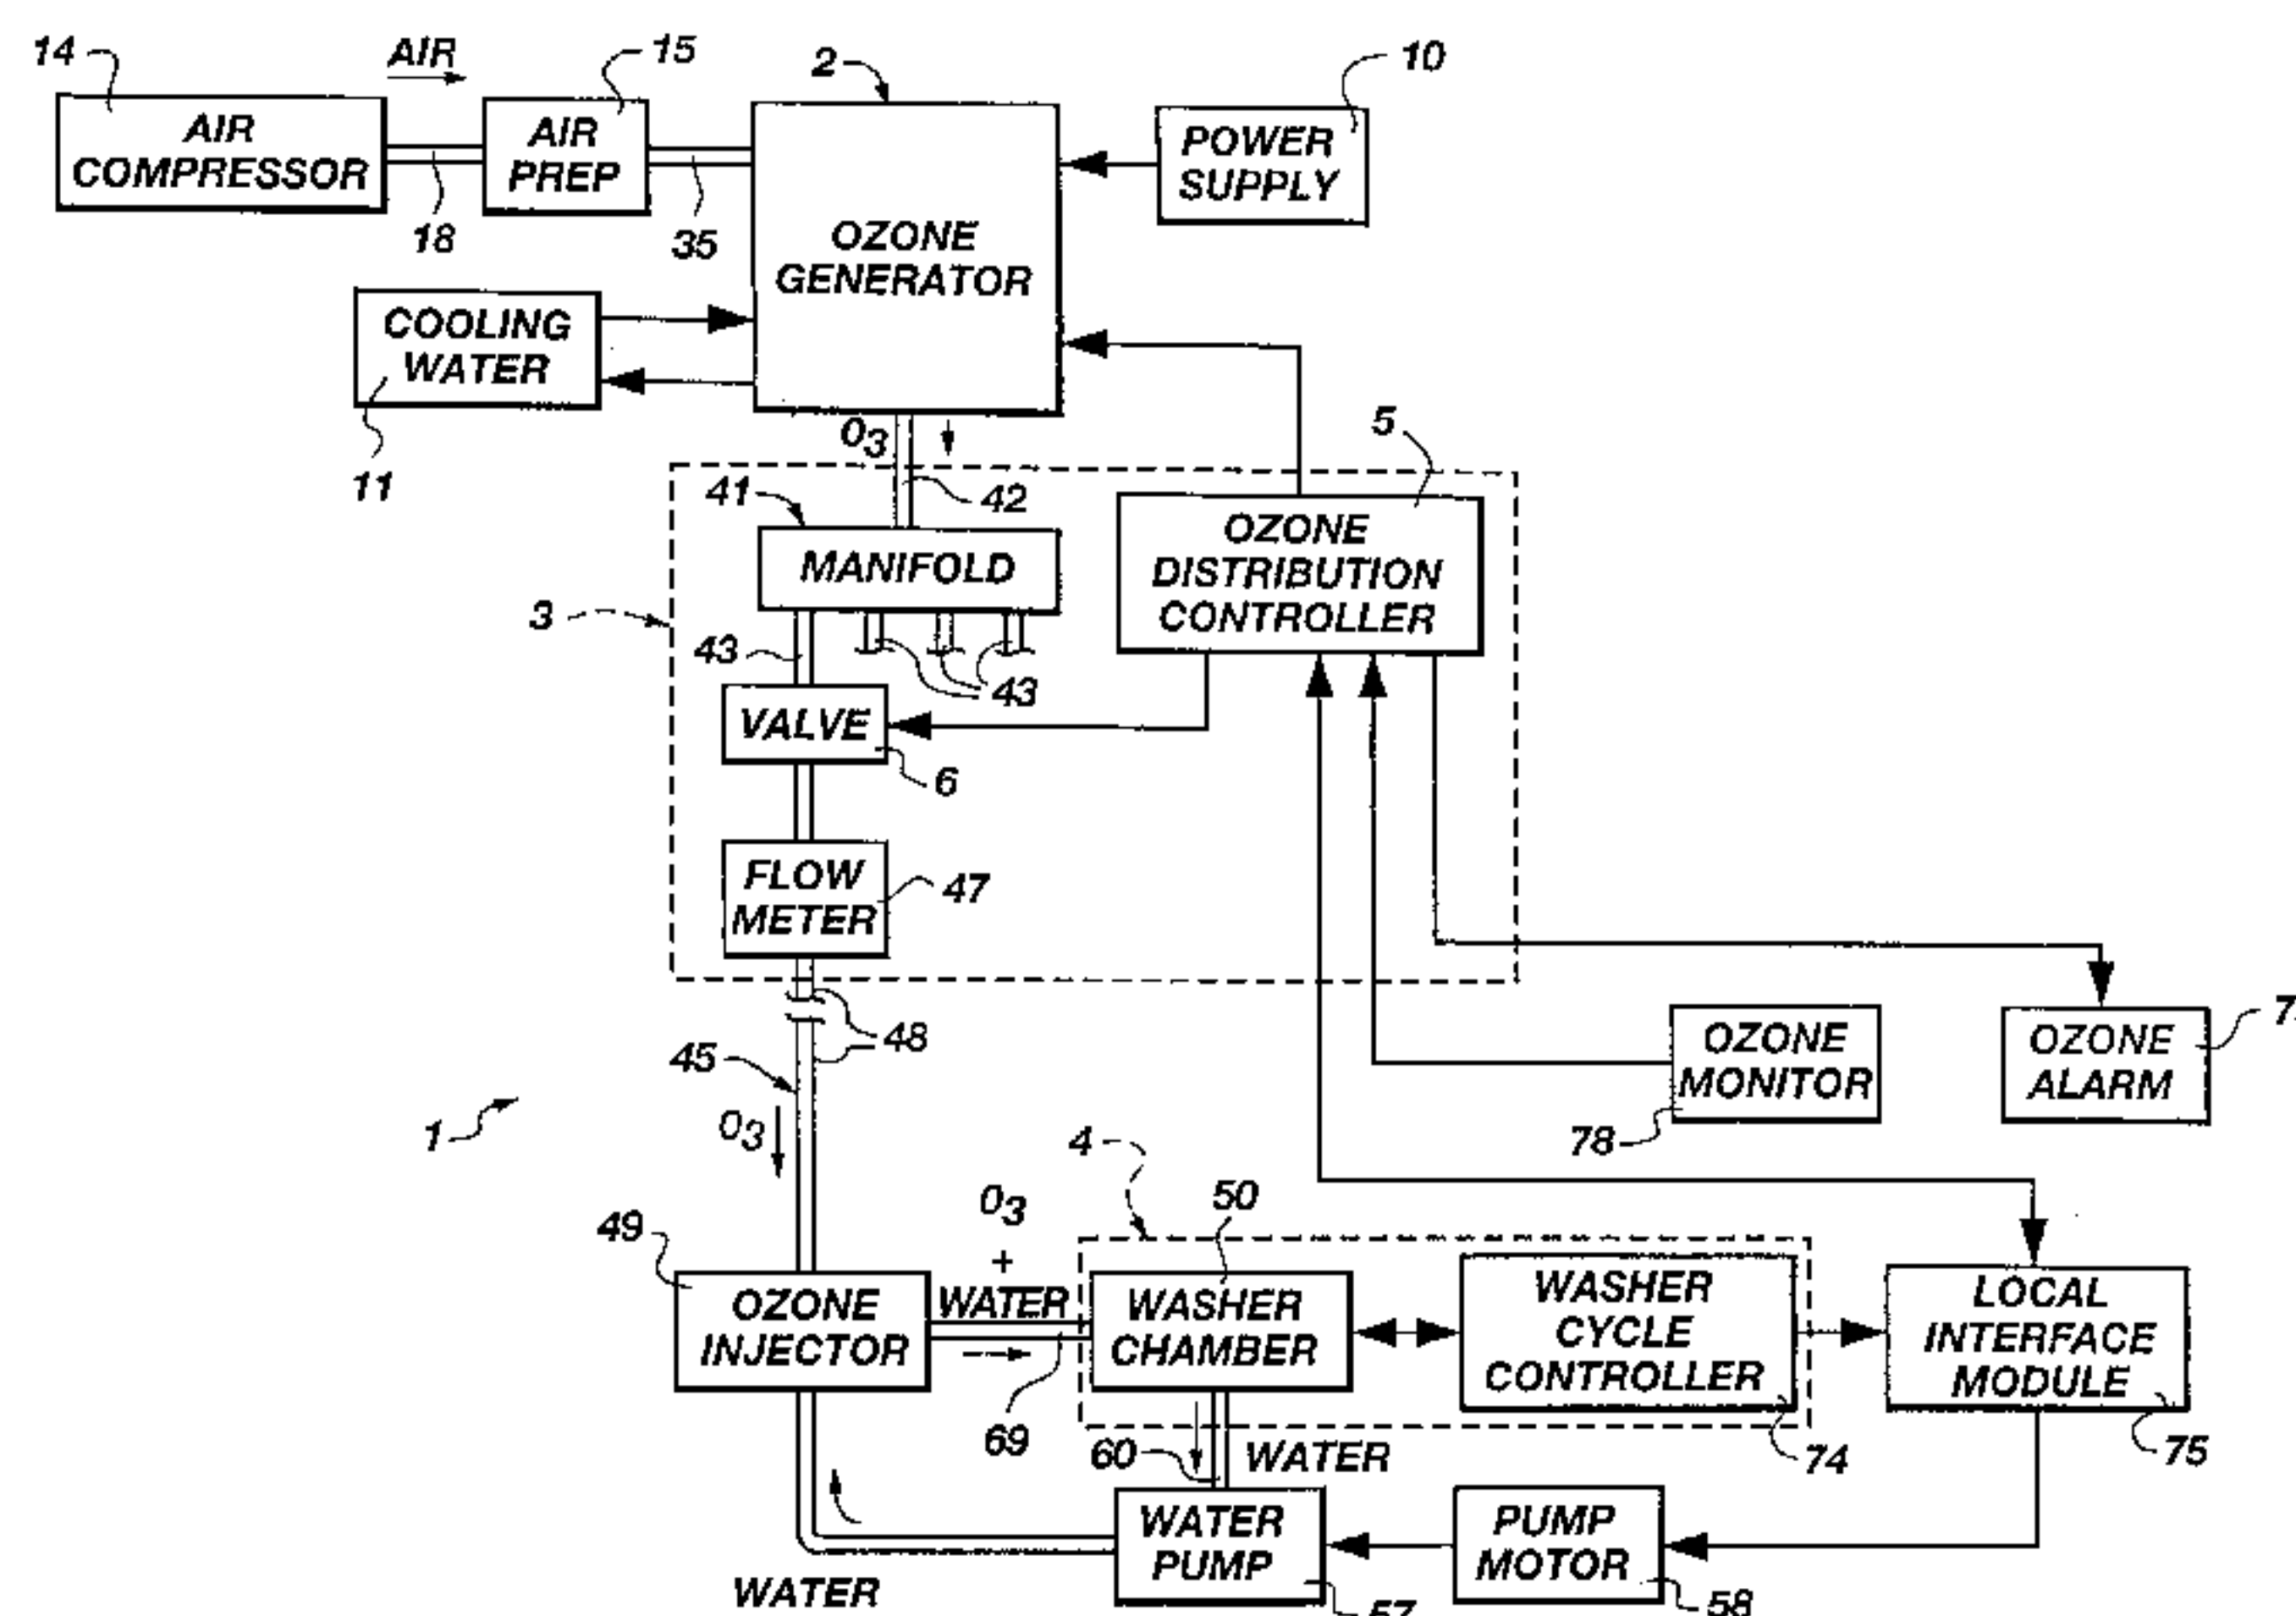 14
AIR
15
2
10
AIR
COMPRESSOR
AIR
PREP
POWER
SUPPLY
18
35
OZONE
GENERATOR
COOLING
WATER
11
O3
5
41
42
MANIFOLD
OZONE
DISTRIBUTION
CONTROLLER
3
43
43
VALVE
6
FLOW
METER
47
48
45
OZONE
MONITOR
OZONE
ALARM
1
O3
78
4
50
49
O3
+
WATER
OZONE
INJECTOR
WASHER
CHAMBER
WASHER
CYCLE
CONTROLLER
LOCAL
INTERFACE
MODULE
69
60
WATER
74
75
WATER
PUMP
PUMP
MOTOR
WATER
57
58